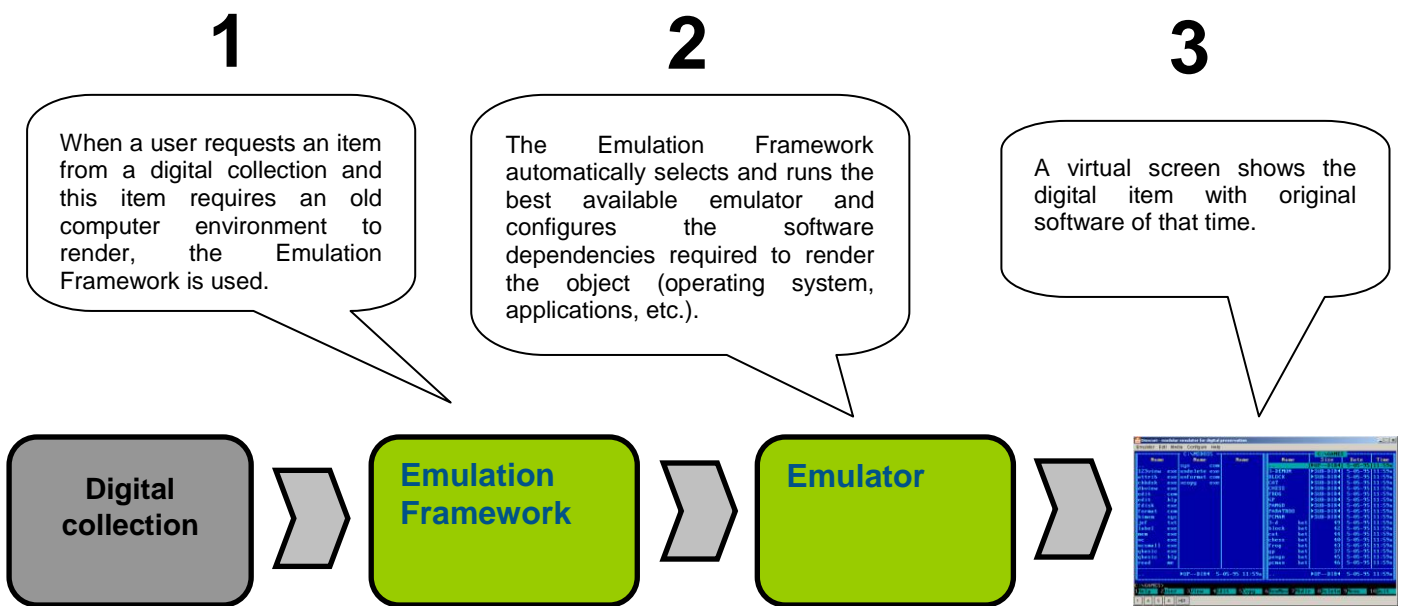 1
2
3
When a user requests an item
from a digital collection and
this item requires an old
computer environment to
render, the Emulation
Framework is used.
The Emulation Framework
automatically selects and runs the
best available emulator and
configures the software
dependencies required to render
the object (operating system,
applications, etc.).
A virtual screen shows the
digital item with original
software of that time.
Digital
collection
Emulation
Framework
Emulator